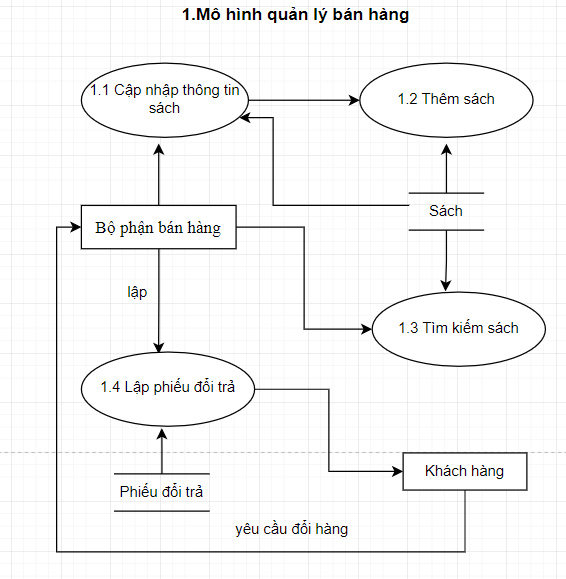 1.Mô hình quản lý bán hàng
1.1 Cập nhập thông tin
sách
1.2 Thêm sách
Sách
Bộ phận bán hàng
lập
1.3 Tìm kiếm sách
1.4 Lập phiếu đổi trả
Khách hàng
Phiếu đổi trả
yêu cầu đổi hàng